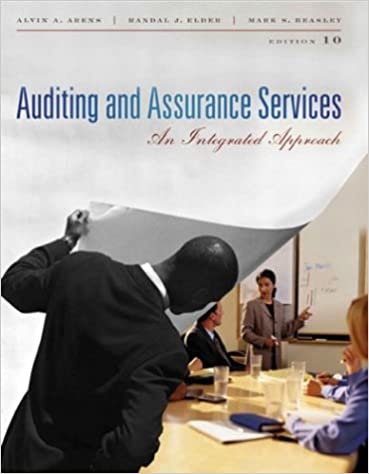 ALVIN A. ARENS | RANDAL J. ELDER | MARK S. BEASLEY
EDITION 10
Auditing and Assurance Services
An Integrated Approach